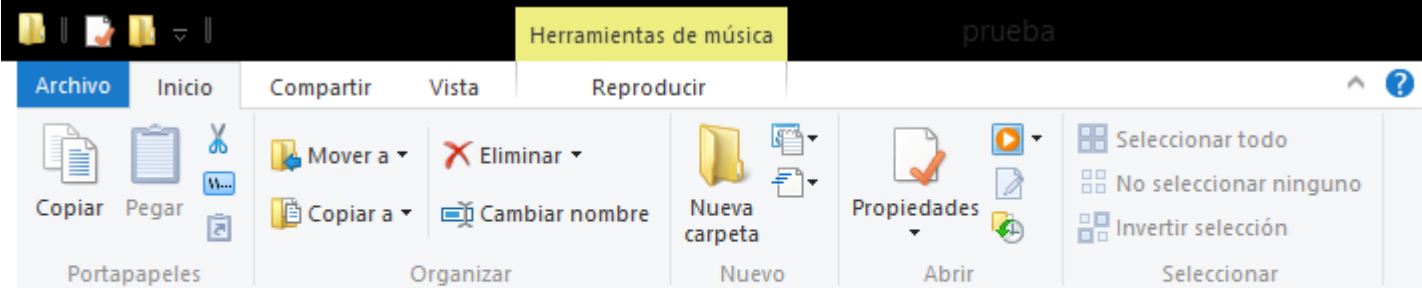 Herramientas de música
prueba
Archivo Inicio Compartir Vista Reproducir
Copiar
Pegar
Mover a
Copiar a
Eliminar
Cambiar nombre
Nueva
carpeta
Propiedades
Seleccionar todo
No seleccionar ninguno
Invertir selección
Portapapeles Organizar Nuevo Abrir Seleccionar